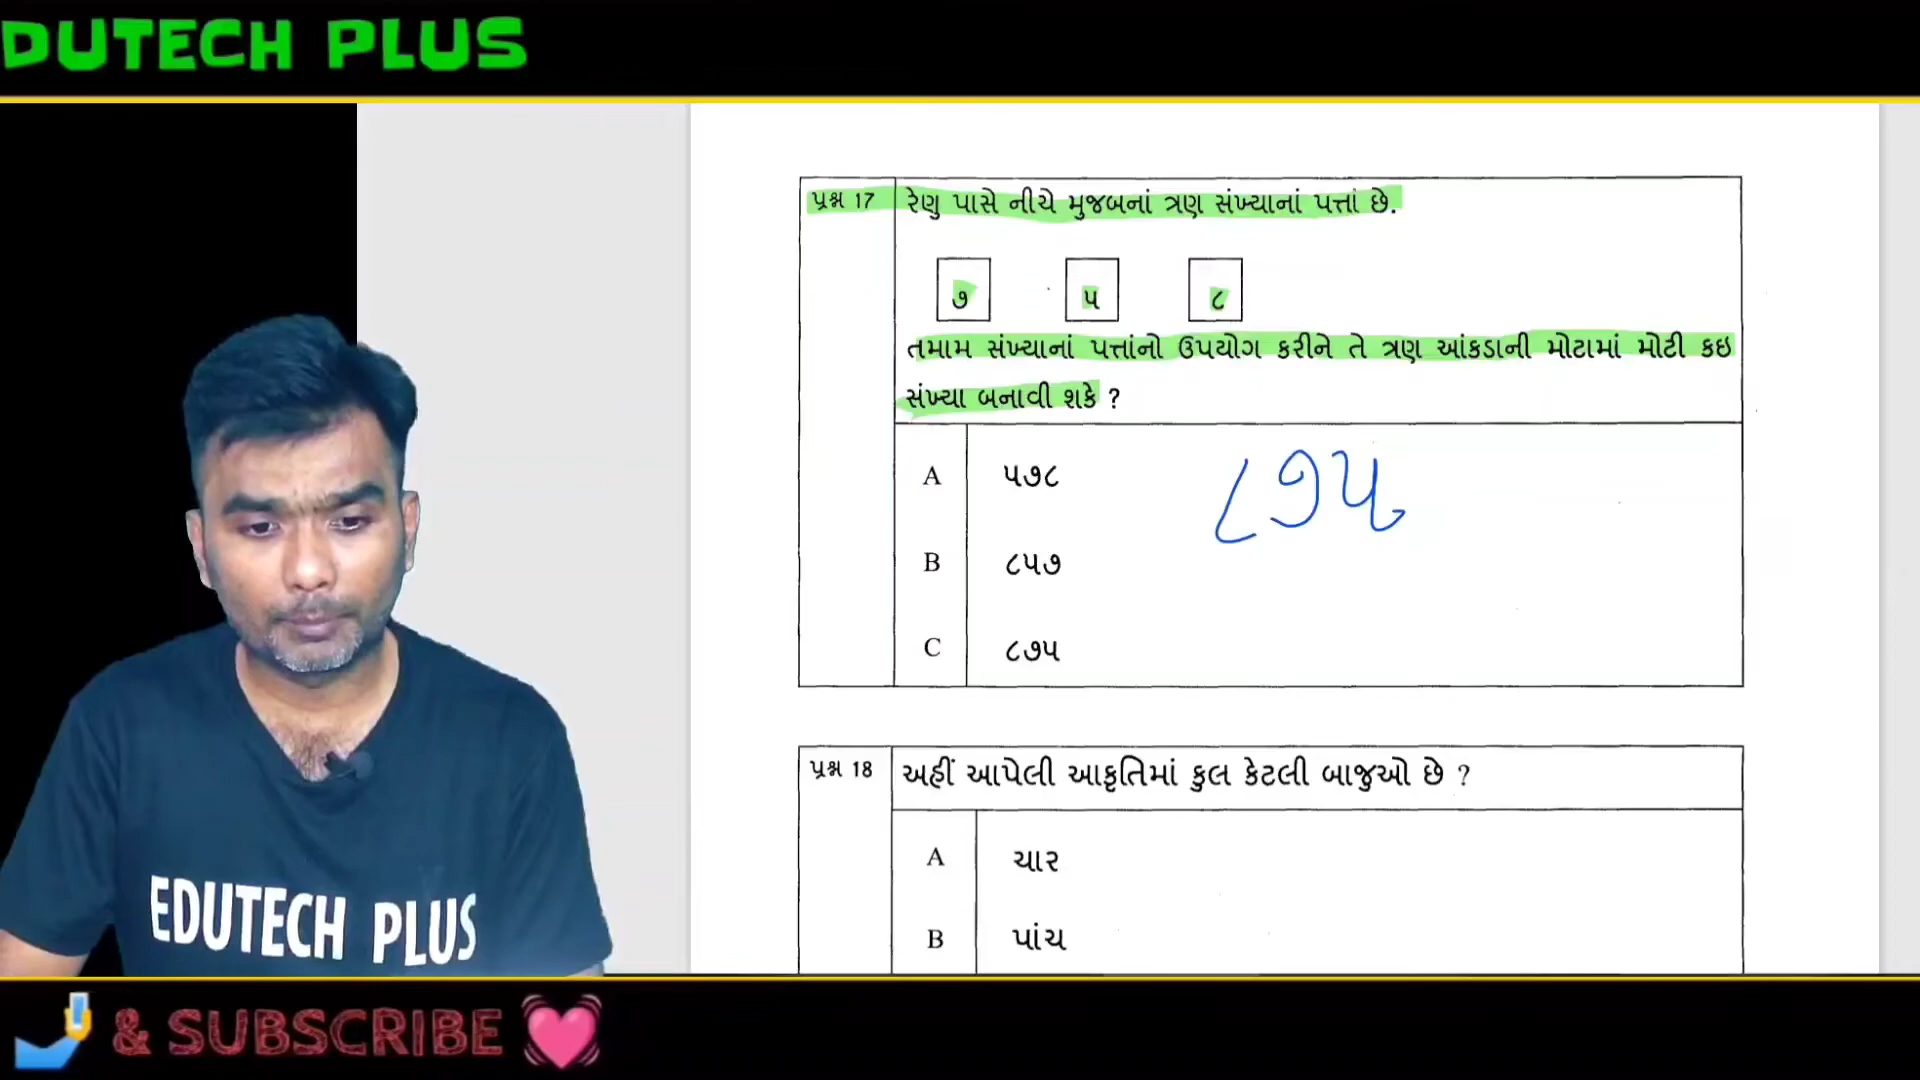 DUTECH PLUS
પ્રશ્ન 17
રેણુ પાસે નીચે મુજબનાં ત્રણ સંખ્યાનાં પત્તાં છે.
૭ ૫ ૮
તમામ સંખ્યાનાં પત્તાંનો ઉપયોગ કરીને તે ત્રણ આંકડાની મોટામાં મોટી કઇ
સંખ્યા બનાવી શકે ?
A ૫૭૮
૮૭૫
B ૮૫૭
C ૮૭૫
પ્રશ્ન 18
અહીં આપેલી આકૃતિમાં કુલ કેટલી બાજુઓ છે ?
A ચાર
B પાંચ
EDUTECH PLUS
& SUBSCRIBE